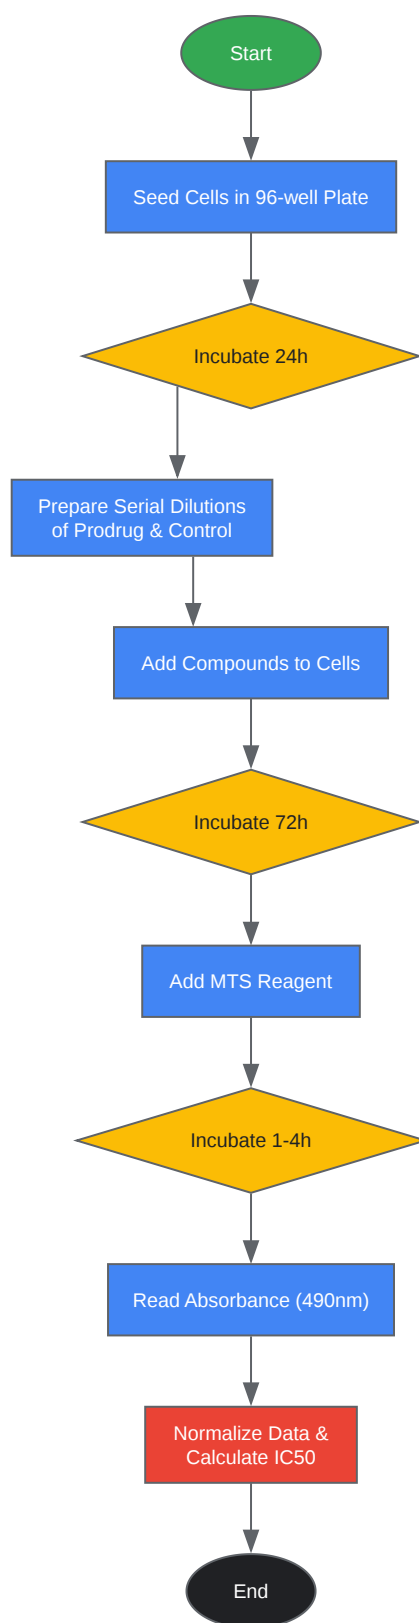 Start
Seed Cells in 96-well Plate
Incubate 24h
Prepare Serial Dilutions
of Prodrug & Control
Add Compounds to Cells
Incubate 72h
Add MTS Reagent
Incubate 1-4h
Read Absorbance (490nm)
Normalize Data &
Calculate IC50
End